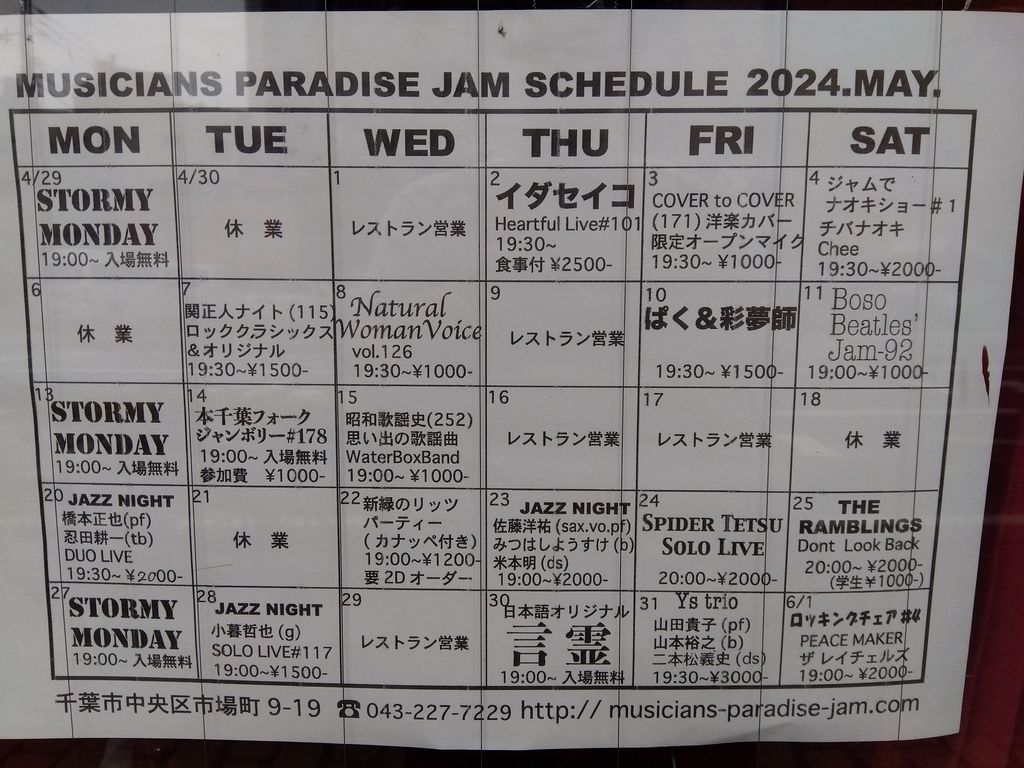 MUSICIANS PARADISE JAM SCHEDULE 2024.MAY.
MON
TUE
WED
THU
FRI
SAT
4/29
STORMY
MONDAY
19:00~ 入場無料
4/30
休 業
1
レストラン営業
2
イダセイコ
Heartful Live#101
19:30~
食事付 ¥2500-
3
COVER to COVER
(171) 洋楽カバー
限定オープンマイク
19:30~ ¥1000-
4
ジャムで
ナオキショー#1
チバナオキ
Chee
19:30~¥2000-
6
休 業
7
関正人ナイト(115)
ロッククラシックス
&オリジナル
19:30~¥1500-
8
Natural
WomanVoice
vol.126
19:30~¥1000-
9
レストラン営業
10
ぱく&彩夢師
19:30~ ¥1500-
11
Boso
Beatles'
Jam-92
19:00~¥1000-
13
STORMY
MONDAY
19:00~ 入場無料
14
本千葉フォーク
ジャンボリー#178
19:00~ 入場無料
参加費 ¥1000-
15
昭和歌謡史(252)
思い出の歌謡曲
WaterBoxBand
19:00~ ¥1000-
16
レストラン営業
17
レストラン営業
18
休 業
20
JAZZ NIGHT
橋本正也(pf)
忍田耕一(tb)
DUO LIVE
19:30~ ¥2000-
21
休 業
22
新緑のリッツ
パーティー
(カナッペ付き)
19:00~¥1200-
要 2D オーダー
23
JAZZ NIGHT
佐藤洋祐 (sax.vo.pf)
みつはしようすけ (b)
米本明 (ds)
19:00~¥2000-
24
SPIDER TETSU
SOLO LIVE
20:00~¥2000-
25
THE
RAMBLINGS
Dont Look Back
20:00~ ¥2000-
(学生¥1000-)
27
STORMY
MONDAY
19:00~ 入場無料
28
JAZZ NIGHT
小暮哲也 (g)
SOLO LIVE#117
19:00~¥1500-
29
レストラン営業
30
日本語オリジナル
言霊
19:00~ 入場無料
31
Ys trio
山田貴子 (pf)
山本裕之 (b)
二本松義史 (ds)
19:30~¥3000-
6/1
ロッキングチェア #4
PEACE MAKER
ザ レイチェルズ
19:00~ ¥2000-
千葉市中央区市場町 9-19 ☎043-227-7229 http:// musicians-paradise-jam.com